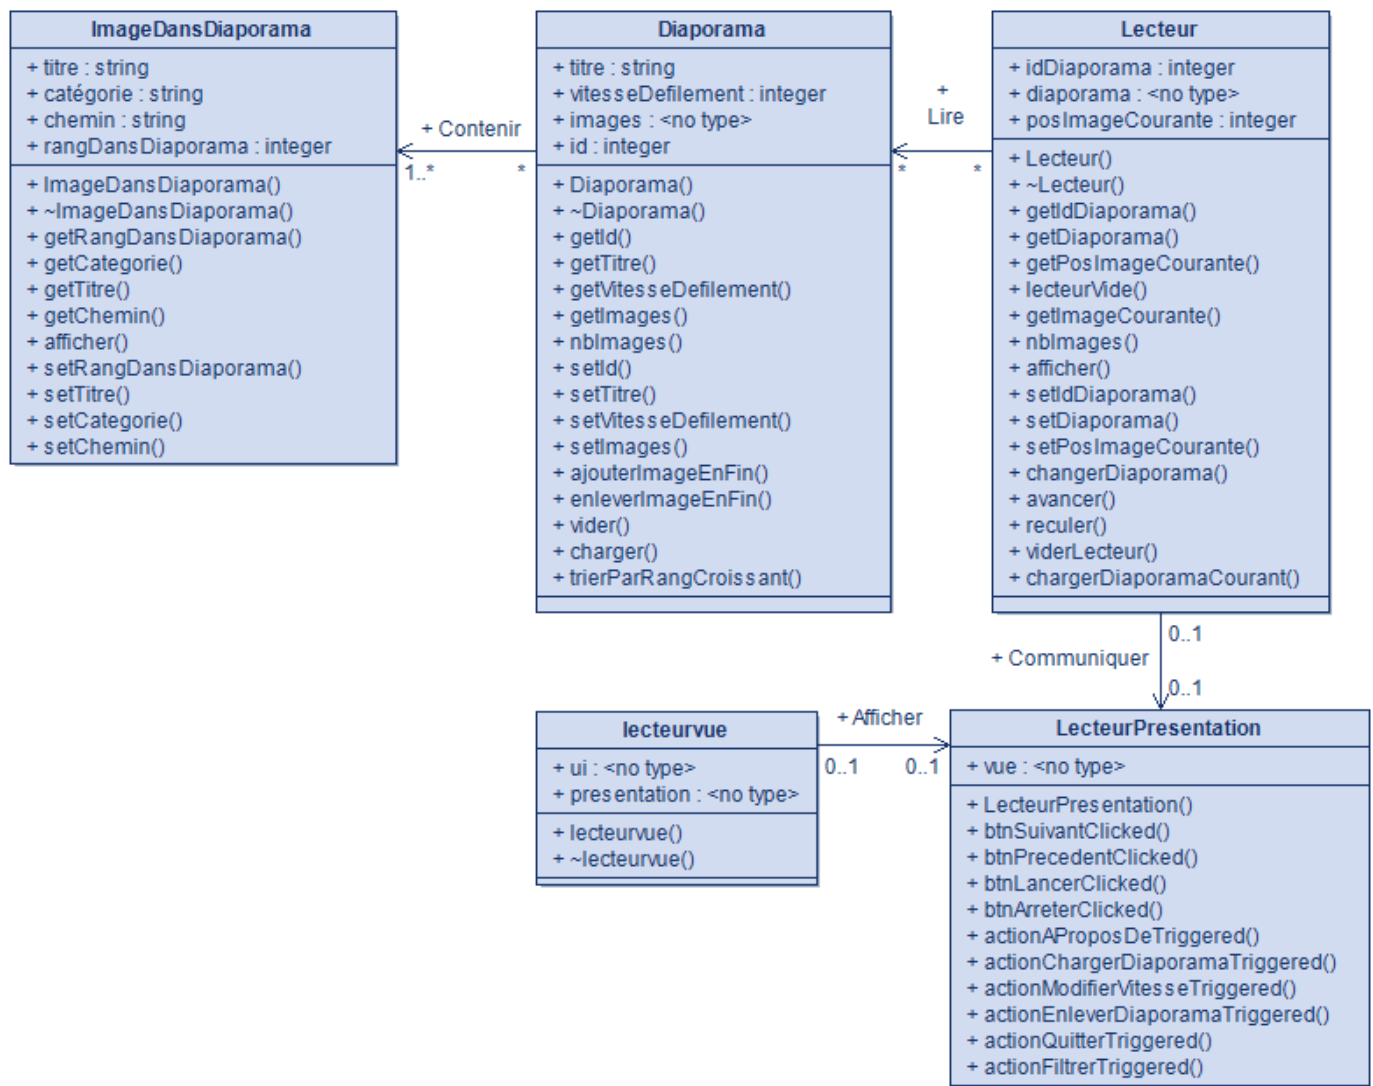 ImageDansDiaporama
+ titre : string
+ catégorie : string
+ chemin : string
+ rangDansDiaporama : integer
+ ImageDansDiaporama()
+ ~ImageDansDiaporama()
+ getRangDansDiaporama()
+ getCategorie()
+ getTitre()
+ getChemin()
+ afficher()
+ setRangDansDiaporama()
+ setTitre()
+ setCategorie()
+ setChemin()
+ Contenir
1..*
*
Diaporama
+ titre : string
+ vitesseDefilement : integer
+ images : <no type>
+ id : integer
+ Diaporama()
+ ~Diaporama()
+ getId()
+ getTitre()
+ getVitesseDefilement()
+ getImages()
+ nbImages()
+ setId()
+ setTitre()
+ setVitesseDefilement()
+ setImages()
+ ajouterImageEnFin()
+ enleverImageEnFin()
+ vider()
+ charger()
+ trierParRangCroissant()
+
Lire
*
*
Lecteur
+ idDiaporama : integer
+ diaporama : <no type>
+ posImageCourante : integer
+ Lecteur()
+ ~Lecteur()
+ getIdDiaporama()
+ getDiaporama()
+ getPosImageCourante()
+ lecteurVide()
+ getImageCourante()
+ nbImages()
+ afficher()
+ setIdDiaporama()
+ setDiaporama()
+ setPosImageCourante()
+ changerDiaporama()
+ avancer()
+ reculer()
+ viderLecteur()
+ chargerDiaporamaCourant()
0..1
+ Communiquer
0..1
lecteurvue
+ ui : <no type>
+ presentation : <no type>
+ lecteurvue()
+ ~lecteurvue()
+ Afficher
0..1
0..1
LecteurPresentation
+ vue : <no type>
+ LecteurPresentation()
+ btnSuivantClicked()
+ btnPrecedentClicked()
+ btnLancerClicked()
+ btnArreterClicked()
+ actionAProposDeTriggered()
+ actionChargerDiaporamaTriggered()
+ actionModifierVitesseTriggered()
+ actionEnleverDiaporamaTriggered()
+ actionQuitterTriggered()
+ actionFiltrerTriggered()